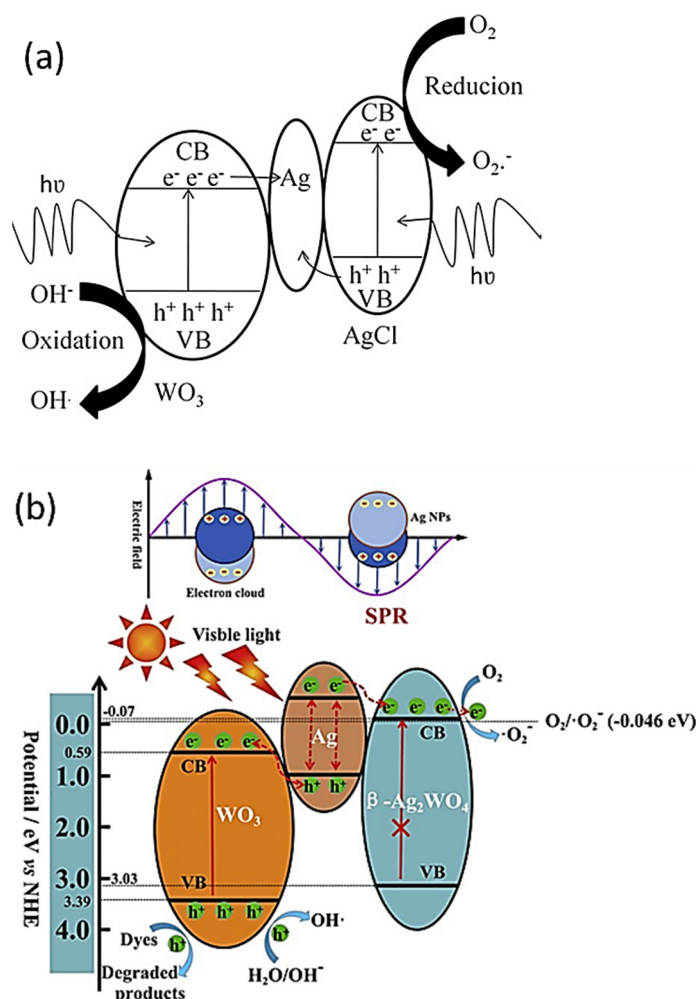 (a)
O₂
Reducion
O₂·⁻
CB
e⁻ e⁻
CB
e⁻ e⁻ e⁻
Ag
hυ
hυ
h⁺ h⁺
VB
AgCl
OH⁻
h⁺ h⁺ h⁺
VB
Oxidation
WO₃
OH·
(b)
Electric field
+ + +
- - -
Electron cloud
- - -
+ + +
Ag NPs
SPR
Visble light
Potential / eV vs NHE
-0.07
0.0
0.59
1.0
2.0
3.0
3.03
3.39
4.0
e⁻ e⁻ e⁻
CB
WO₃
VB
h⁺ h⁺ h⁺
e⁻ e⁻
Ag
h⁺ h⁺
e⁻ e⁻ e⁻
e⁻
CB
β-Ag₂WO₄
VB
O₂
·O₂⁻
O₂/·O₂⁻ (-0.046 eV)
Dyes
h⁺
Degraded
products
h⁺
OH·
H₂O/OH⁻